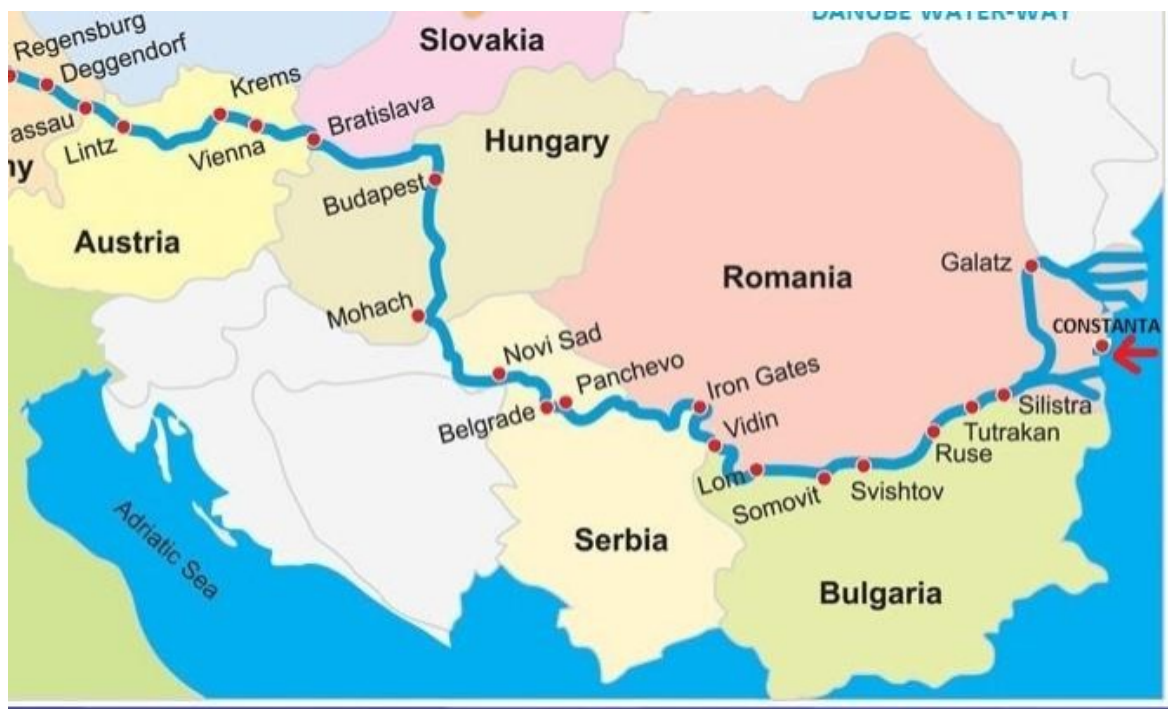 DANUBE WATER-WAY
Regensburg
Deggendorf
assau
Lintz
ny
Krems
Vienna
Slovakia
Bratislava
Hungary
Budapest
Austria
Mohach
Romania
Galatz
CONSTANTA
Novi Sad
Panchevo
Belgrade
Iron Gates
Vidin
Lom
Somovit
Svishtov
Ruse
Tutrakan
Silistra
Serbia
Bulgaria
Adriatic Sea